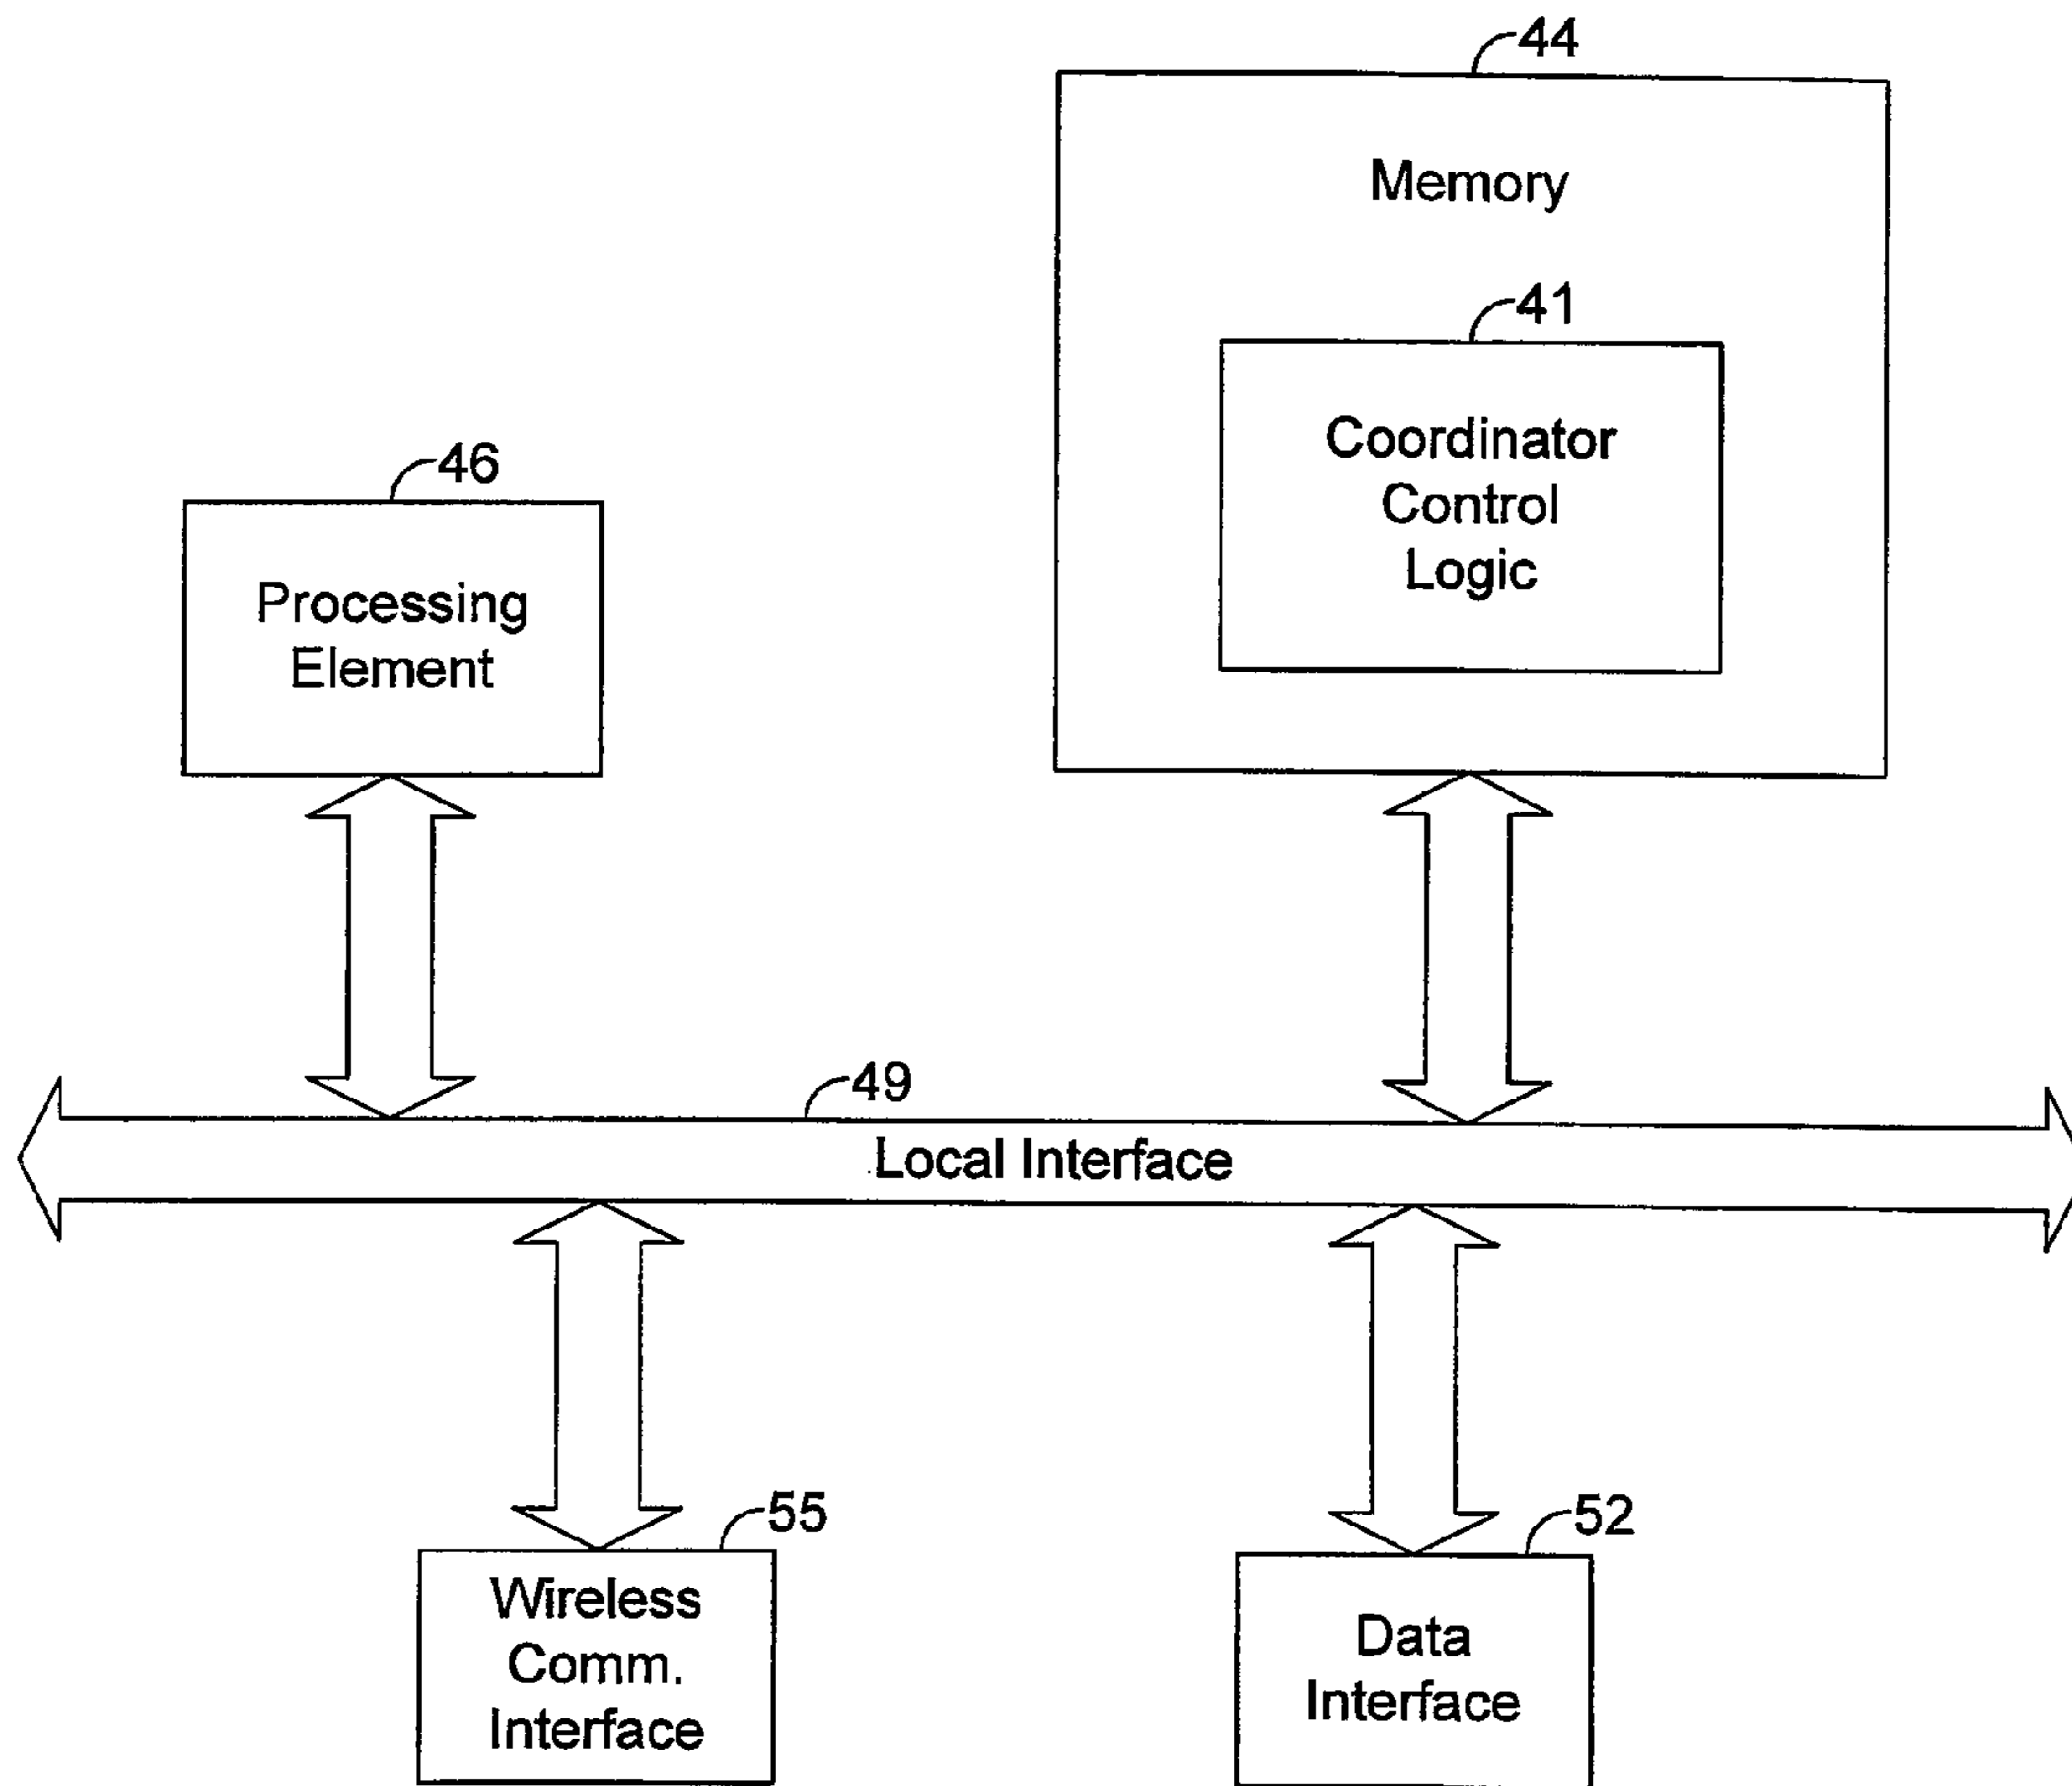 44
Memory
41
Coordinator
Control
Logic
46
Processing
Element
49
Local Interface
55
Wireless
Comm.
Interface
52
Data
Interface